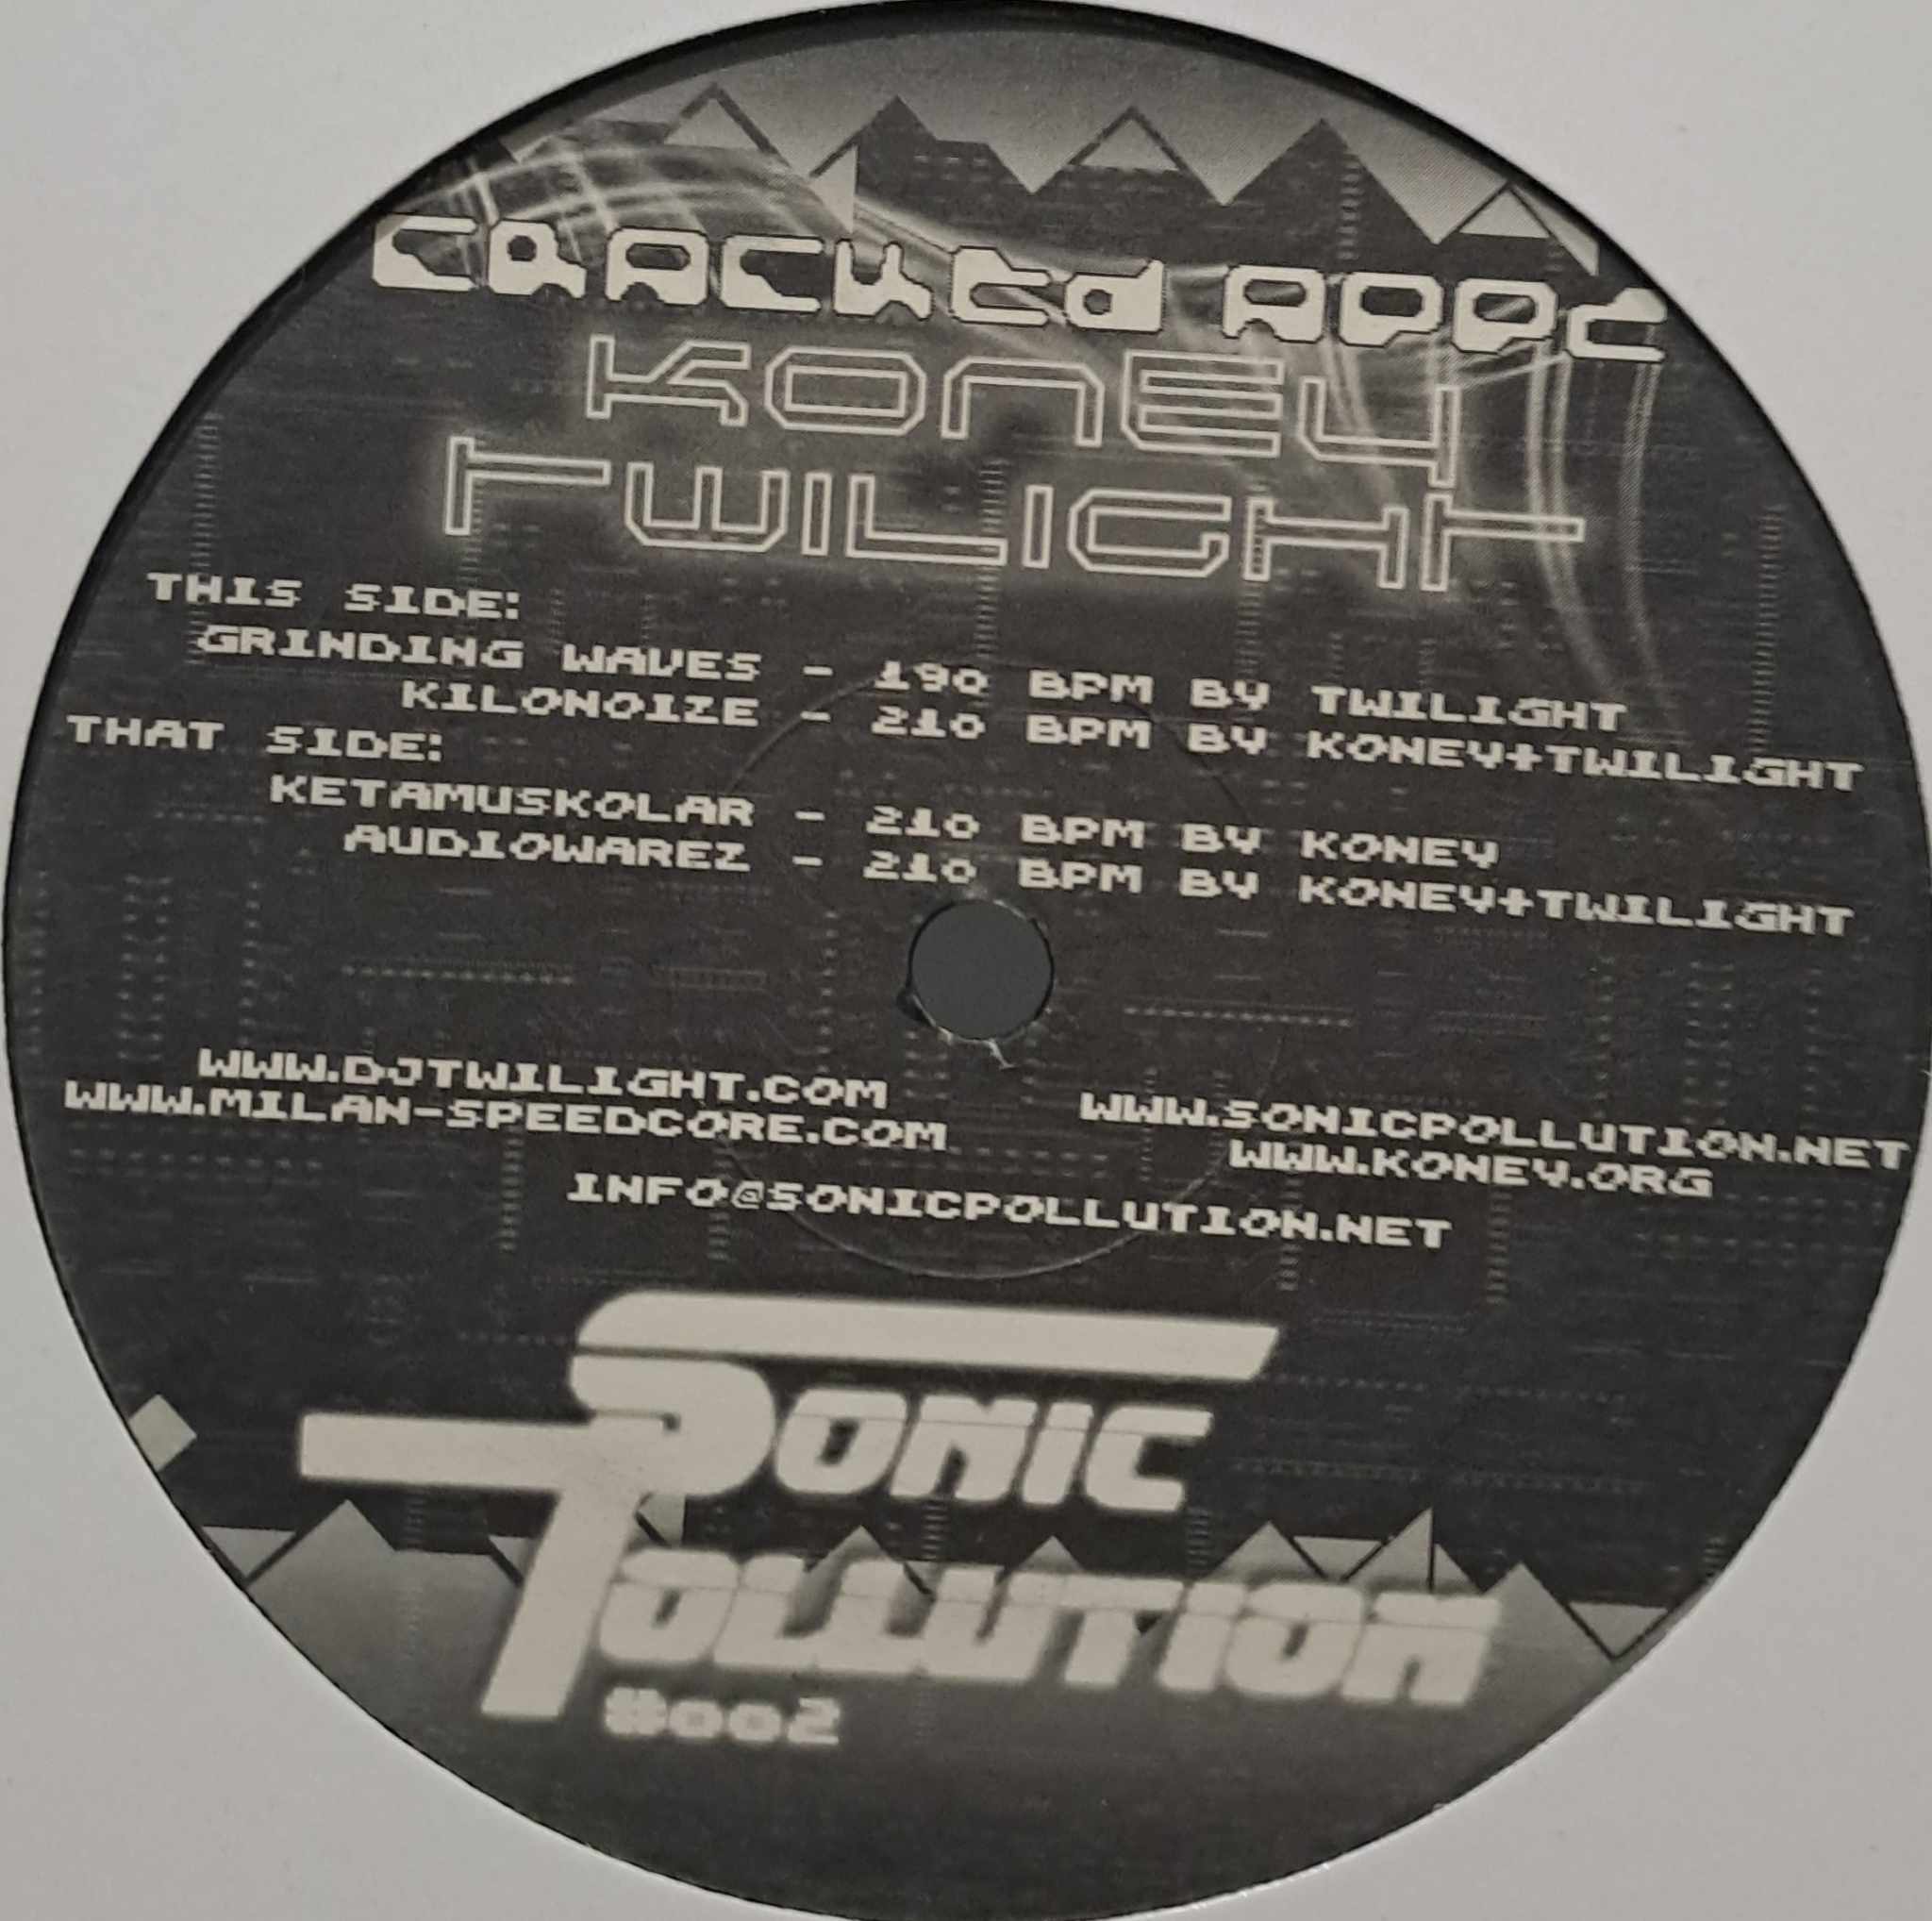 CRACKED APPZ
KONEY
TWILIGHT
THIS SIDE:
GRINDING WAVES - 190 BPM BY TWILIGHT
KILONOIZE - 210 BPM BY KONEY+TWILIGHT
THAT SIDE:
KETAMUSKOLAR - 210 BPM BY KONEY
AUDIOWAREZ - 210 BPM BY KONEY+TWILIGHT
WWW.DJTWILIGHT.COM
WWW.MILAN-SPEEDCORE.COM
WWW.SONICPOLLUTION.NET
WWW.KONEY.ORG
INFO@SONICPOLLUTION.NET
SONIC
POLLUTION
#002